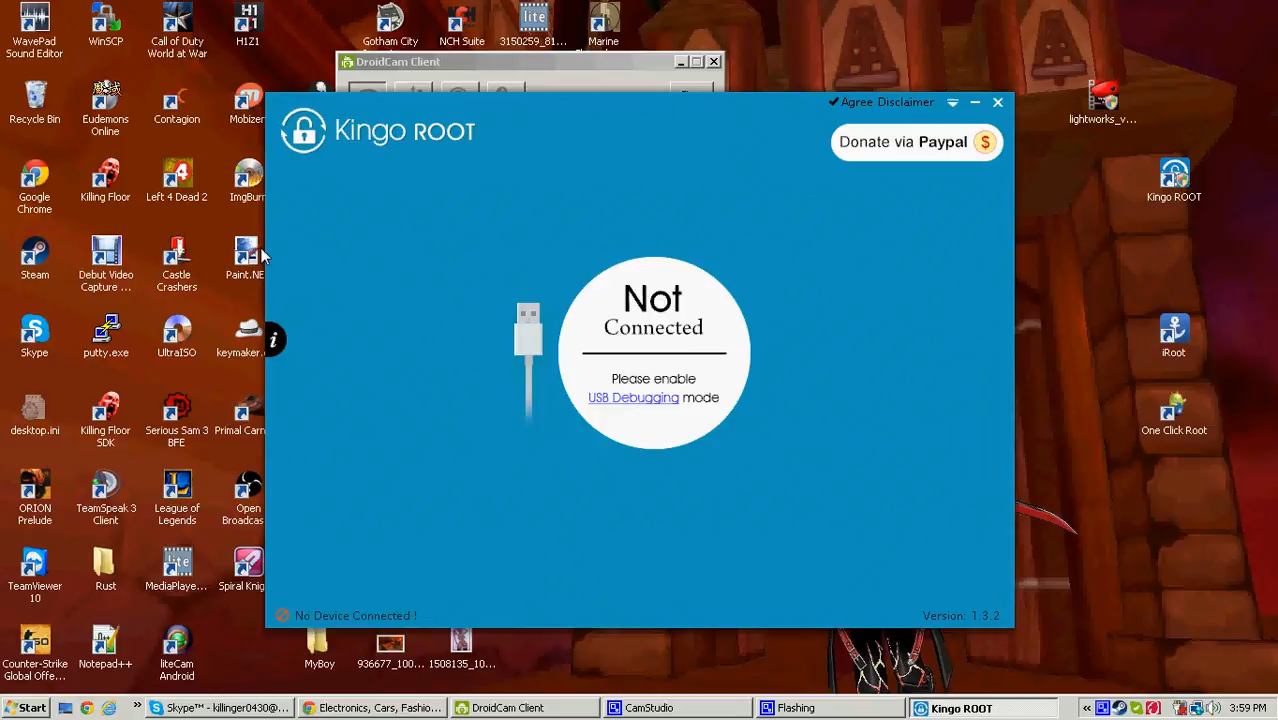 WavePad
Sound Editor
WinSCP
Call of Duty
World at War
H1Z1
Gotham City
NCH Suite
lite
3150259_81...
Marine
DroidCam Client
Recycle Bin
Eudemons
Online
Contagion
Mobizen
Agree Disclaimer
Kingo ROOT
Donate via Paypal $
lightworks_v...
Google
Chrome
Killing Floor
4
Left 4 Dead 2
ImgBurn
Kingo ROOT
Steam
Debut Video
Capture ...
Castle
Crashers
Paint.NE
Not
Connected
Please enable
USB Debugging mode
i
Skype
putty.exe
UltraISO
keymaker.
iRoot
desktop.ini
Killing Floor
SDK
Serious Sam 3
BFE
Primal Carn
One Click Root
ORION
Prelude
TeamSpeak 3
Client
League of
Legends
Open
Broadcas
TeamViewer
10
Rust
lite
MediaPlaye...
Spiral Knig
No Device Connected !
Version: 1.3.2
Counter-Strike
Global Offe...
Notepad++
liteCam
Android
MyBoy
936677_100...
1508135_10...
Start
Skype™ - killinger0430@...
Electronics, Cars, Fashio...
DroidCam Client
CamStudio
Flashing
Kingo ROOT
3:59 PM